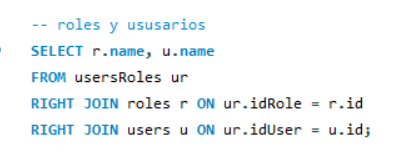 -- roles y ususarios
SELECT r.name, u.name
FROM usersRoles ur
RIGHT JOIN roles r ON ur.idRole = r.id
RIGHT JOIN users u ON ur.idUser = u.id;